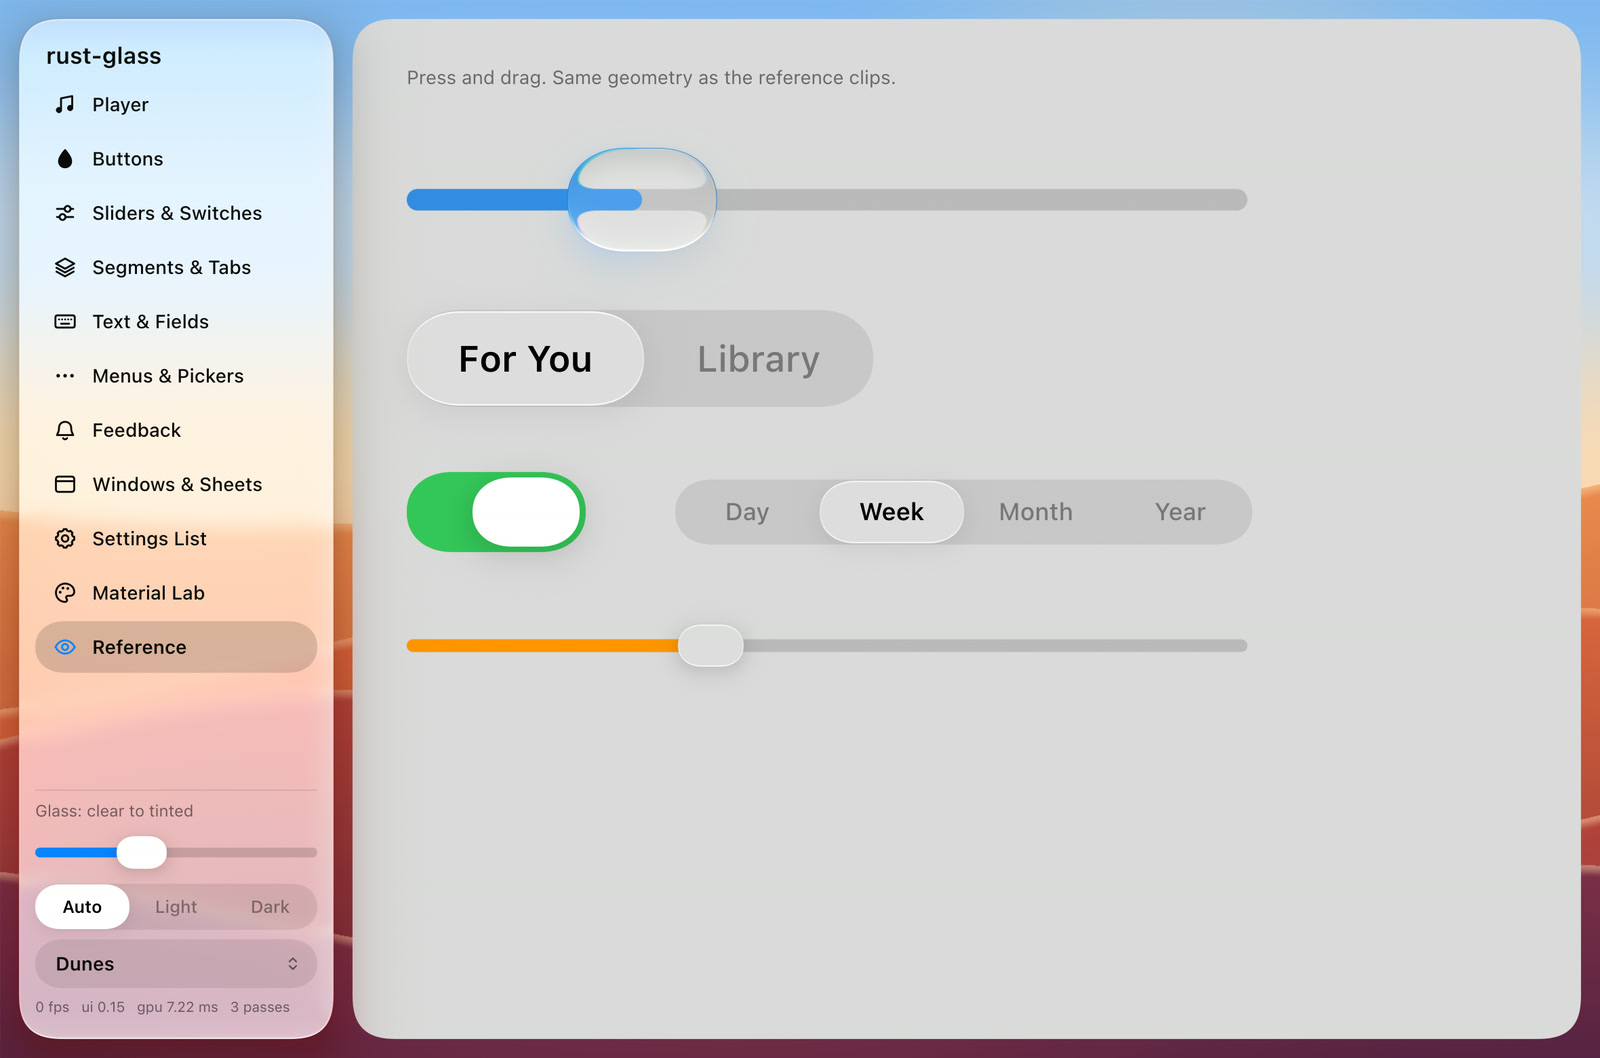 rust-glass
Player
Buttons
Sliders & Switches
Segments & Tabs
Text & Fields
Menus & Pickers
Feedback
Windows & Sheets
Settings List
Material Lab
Reference
Glass: clear to tinted
Auto Light Dark
Dunes
0 fps ui 0.15 gpu 7.22 ms 3 passes
Press and drag. Same geometry as the reference clips.
For You Library
Day Week Month Year